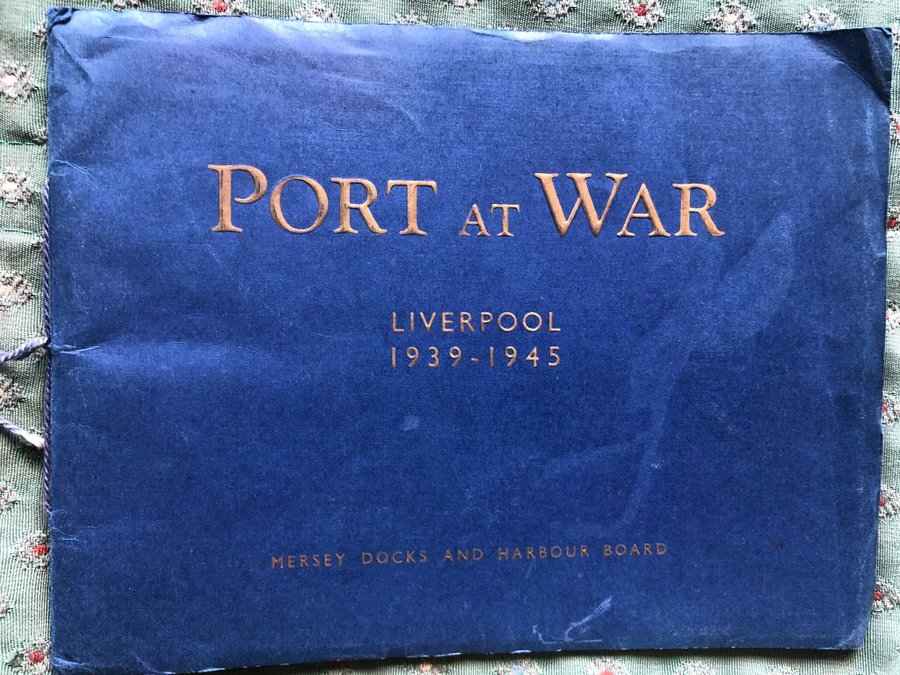 PORT AT WAR
LIVERPOOL
1939-1945
MERSEY DOCKS AND HARBOUR BOARD